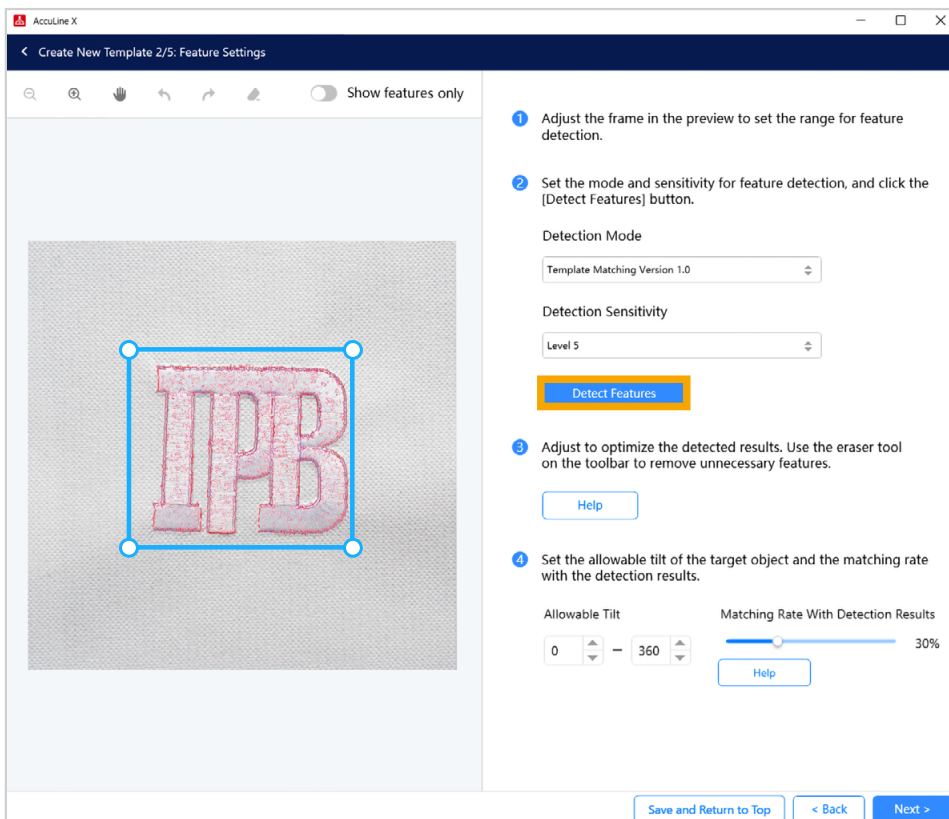 AccuLine X
Create New Template 2/5: Feature Settings
Show features only
1 Adjust the frame in the preview to set the range for feature
detection.
2 Set the mode and sensitivity for feature detection, and click the
[Detect Features] button.
Detection Mode
Template Matching Version 1.0
Detection Sensitivity
Level 5
Detect Features
3 Adjust to optimize the detected results. Use the eraser tool
on the toolbar to remove unnecessary features.
Help
4 Set the allowable tilt of the target object and the matching rate
with the detection results.
Allowable Tilt
Matching Rate With Detection Results
0 – 360
30%
Help
IPB
Save and Return to Top
< Back
Next >